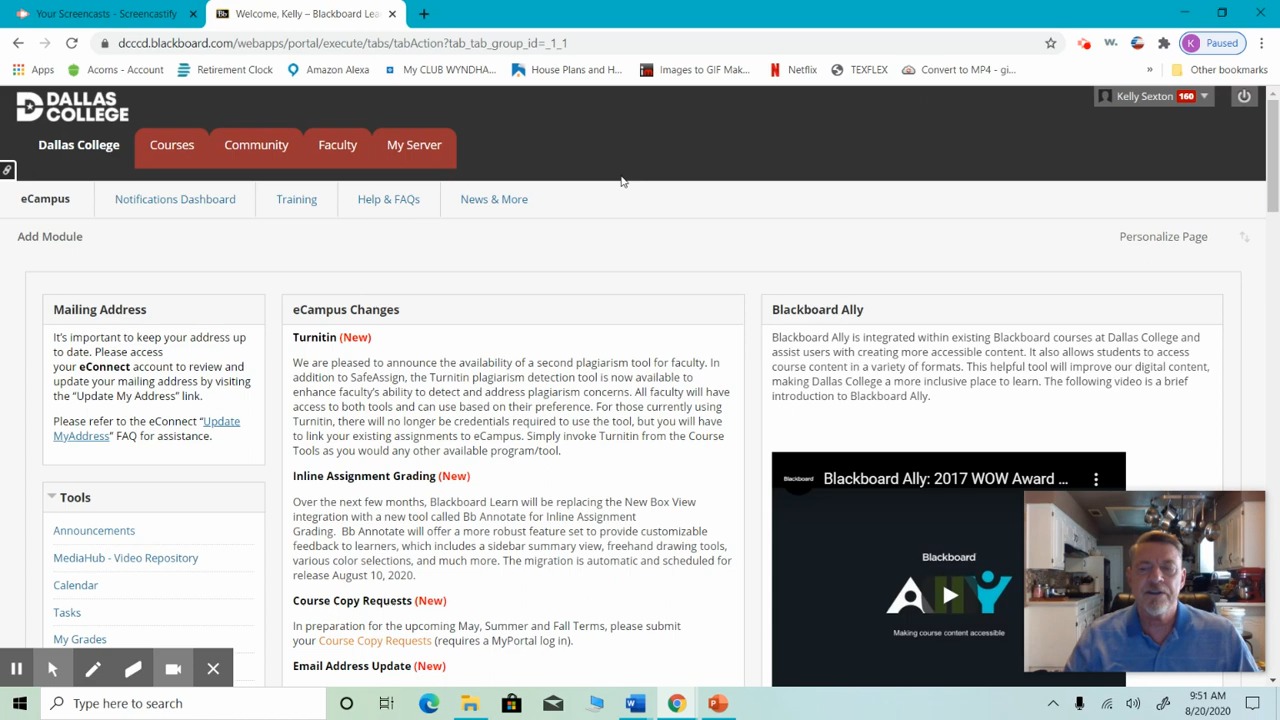 Your Screencasts - Screencastify
Welcome, Kelly – Blackboard Lea
dcccd.blackboard.com/webapps/portal/execute/tabs/tabAction?tab_tab_group_id=_1_1
K Paused
Apps
Acorns - Account
Retirement Clock
Amazon Alexa
My CLUB WYNDHA...
House Plans and H...
Images to GIF Mak...
Netflix
TEXFLEX
Convert to MP4 - gi...
»
Other bookmarks
DALLAS
COLLEGE
Kelly Sexton 160
Dallas College
Courses
Community
Faculty
My Server
eCampus
Notifications Dashboard
Training
Help & FAQs
News & More
Add Module
Personalize Page
Mailing Address
It's important to keep your address up
to date. Please access
your eConnect account to review and
update your mailing address by visiting
the "Update My Address" link.
Please refer to the eConnect "Update
MyAddress" FAQ for assistance.
Tools
Announcements
MediaHub - Video Repository
Calendar
Tasks
My Grades
eCampus Changes
Turnitin (New)
We are pleased to announce the availability of a second plagiarism tool for faculty. In
addition to SafeAssign, the Turnitin plagiarism detection tool is now available to
enhance faculty's ability to detect and address plagiarism concerns. All faculty will have
access to both tools and can use based on their preference. For those currently using
Turnitin, there will no longer be credentials required to use the tool, but you will have
to link your existing assignments to eCampus. Simply invoke Turnitin from the Course
Tools as you would any other available program/tool.
Inline Assignment Grading (New)
Over the next few months, Blackboard Learn will be replacing the New Box View
integration with a new tool called Bb Annotate for Inline Assignment
Grading. Bb Annotate will offer a more robust feature set to provide customizable
feedback to learners, which includes a sidebar summary view, freehand drawing tools,
various color selections, and much more. The migration is automatic and scheduled for
release August 10, 2020.
Course Copy Requests (New)
In preparation for the upcoming May, Summer and Fall Terms, please submit
your Course Copy Requests (requires a MyPortal log in).
Email Address Update (New)
Blackboard Ally
Blackboard Ally is integrated within existing Blackboard courses at Dallas College and
assist users with creating more accessible content. It also allows students to access
course content in a variety of formats. This helpful tool will improve our digital content,
making Dallas College a more inclusive place to learn. The following video is a brief
introduction to Blackboard Ally.
Blackboard
Blackboard Ally: 2017 WOW Award ...
Blackboard
ALLY
Making course content accessible
Type here to search
9:51 AM
8/20/2020